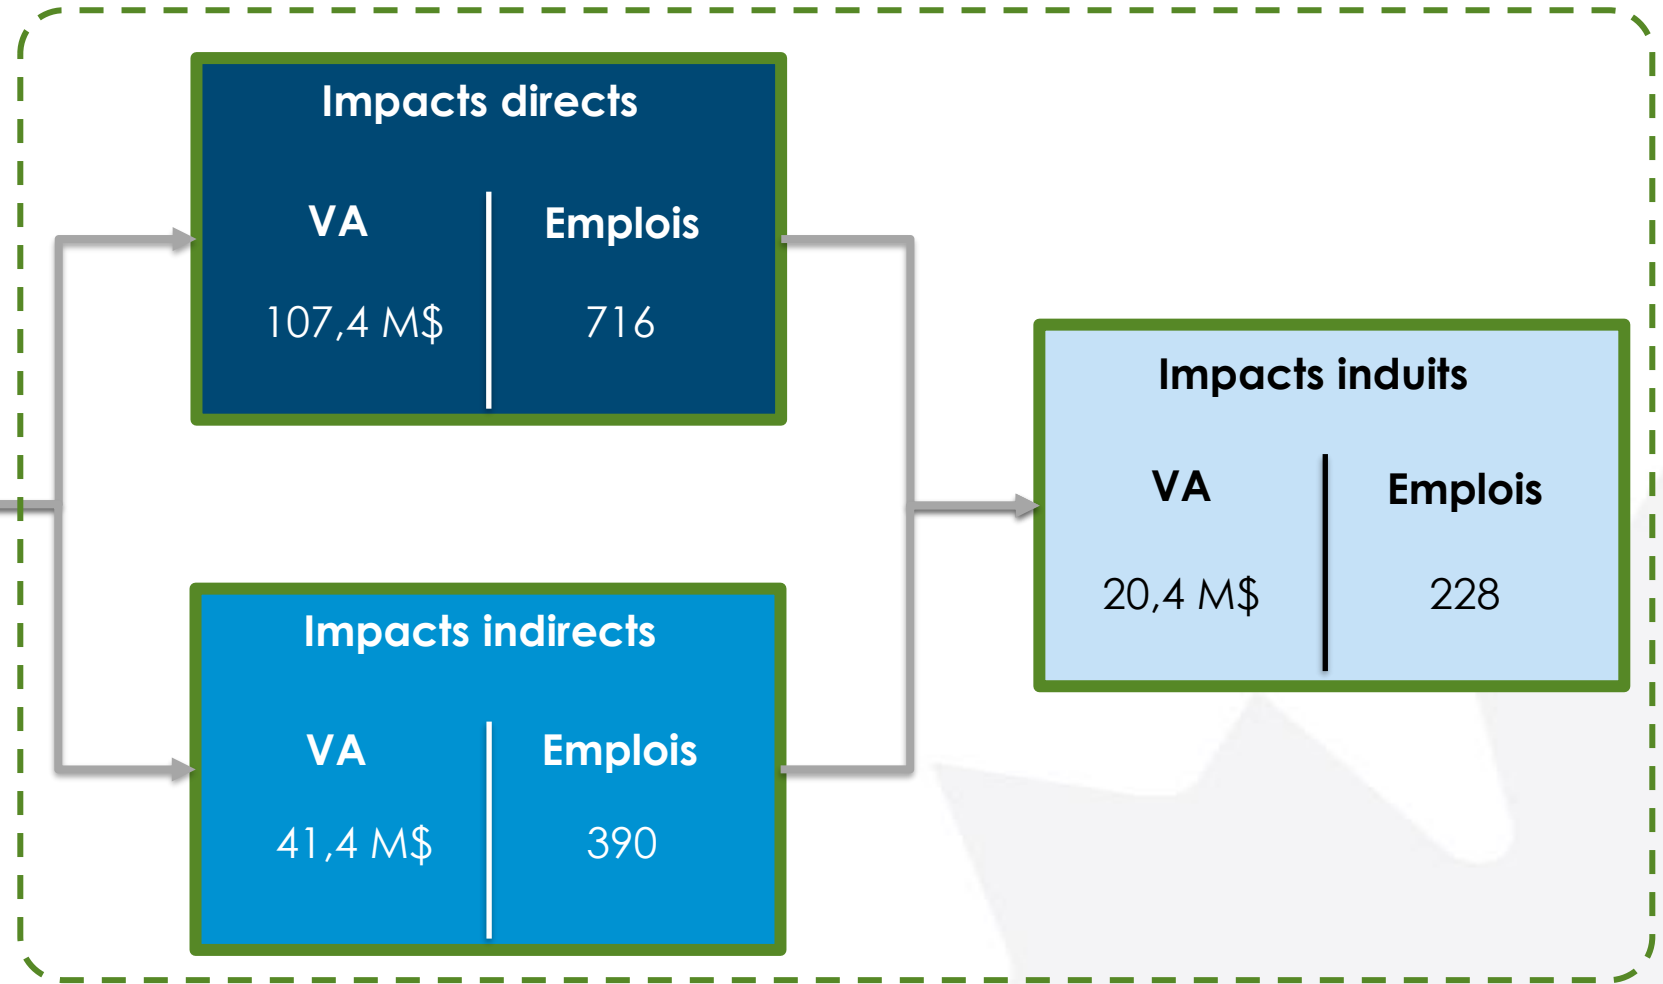 Impacts directs
VA
Emplois
107,4 M$
716
Impacts indirects
VA
Emplois
41,4 M$
390
Impacts induits
VA
Emplois
20,4 M$
228